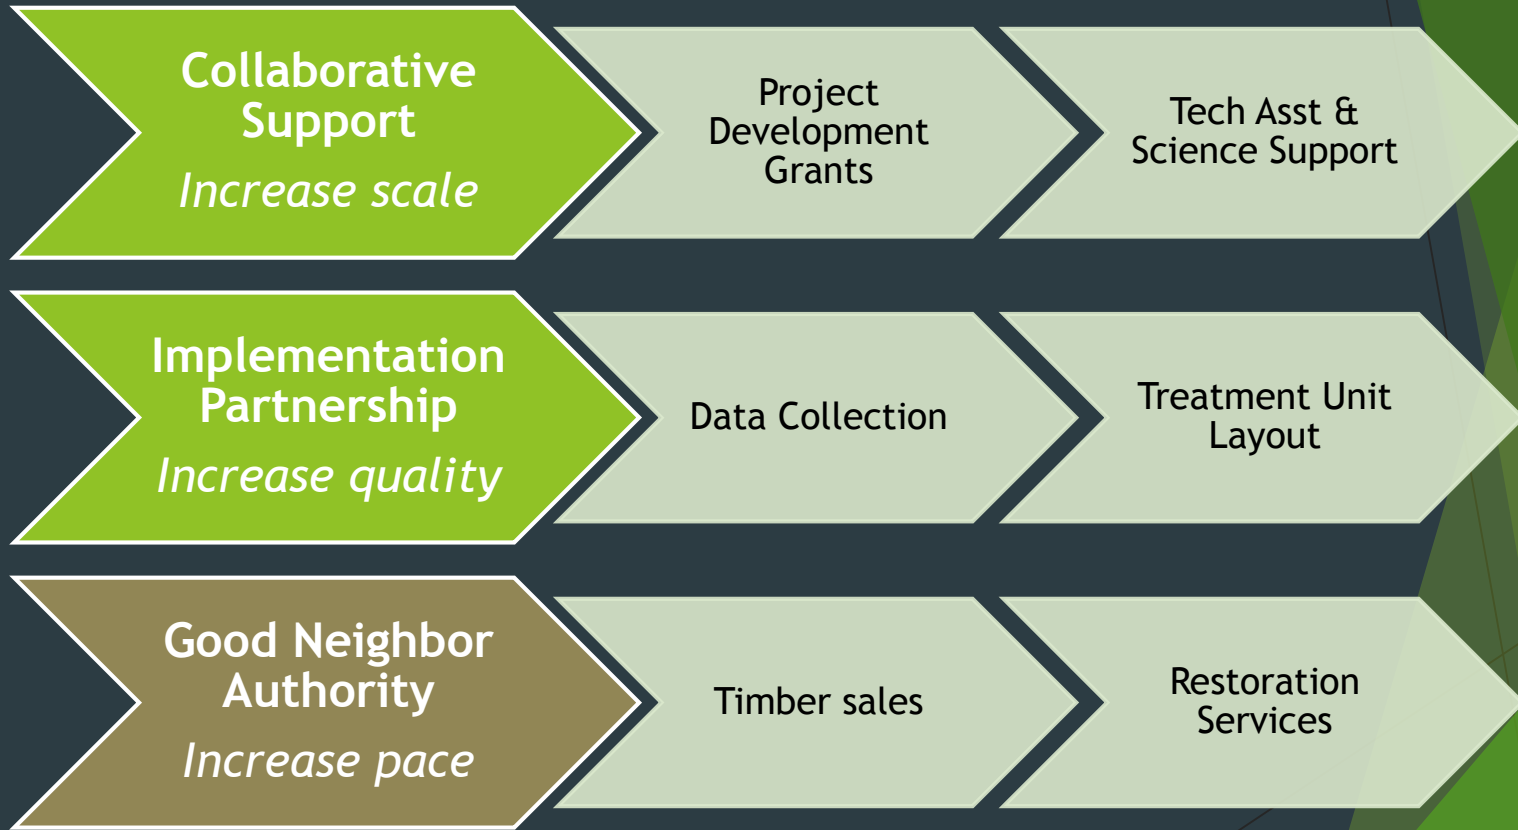 Collaborative
Support
Increase scale
Project
Development
Grants
Tech Asst &
Science Support
Implementation
Partnership
Increase quality
Data Collection
Treatment Unit
Layout
Good Neighbor
Authority
Increase pace
Timber sales
Restoration
Services